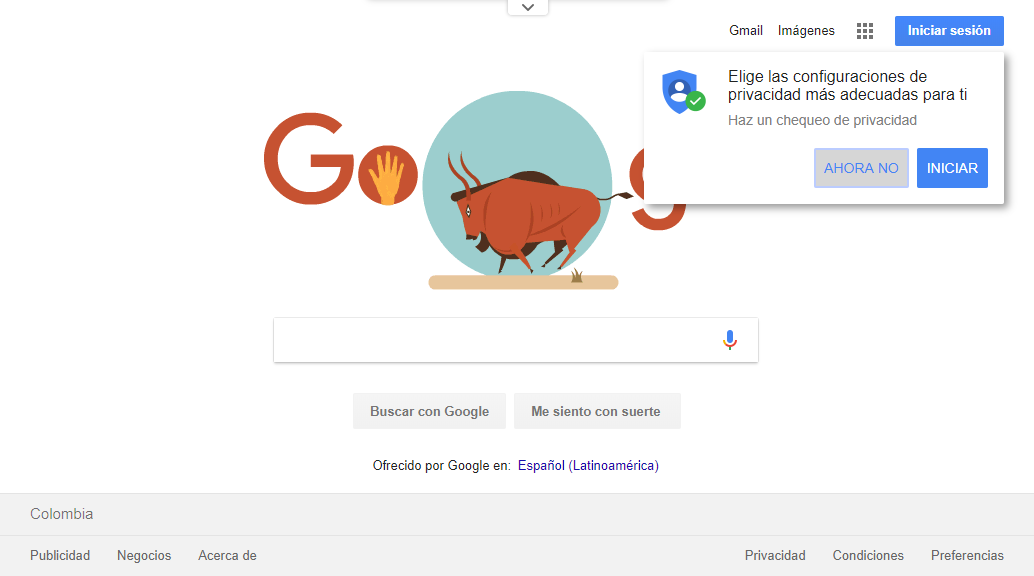 Gmail Imágenes Iniciar sesión
Elige las configuraciones de
privacidad más adecuadas para ti
Haz un chequeo de privacidad
AHORA NO INICIAR
Go g
Buscar con Google Me siento con suerte
Ofrecido por Google en: Español (Latinoamérica)
Colombia
Publicidad Negocios Acerca de Privacidad Condiciones Preferencias